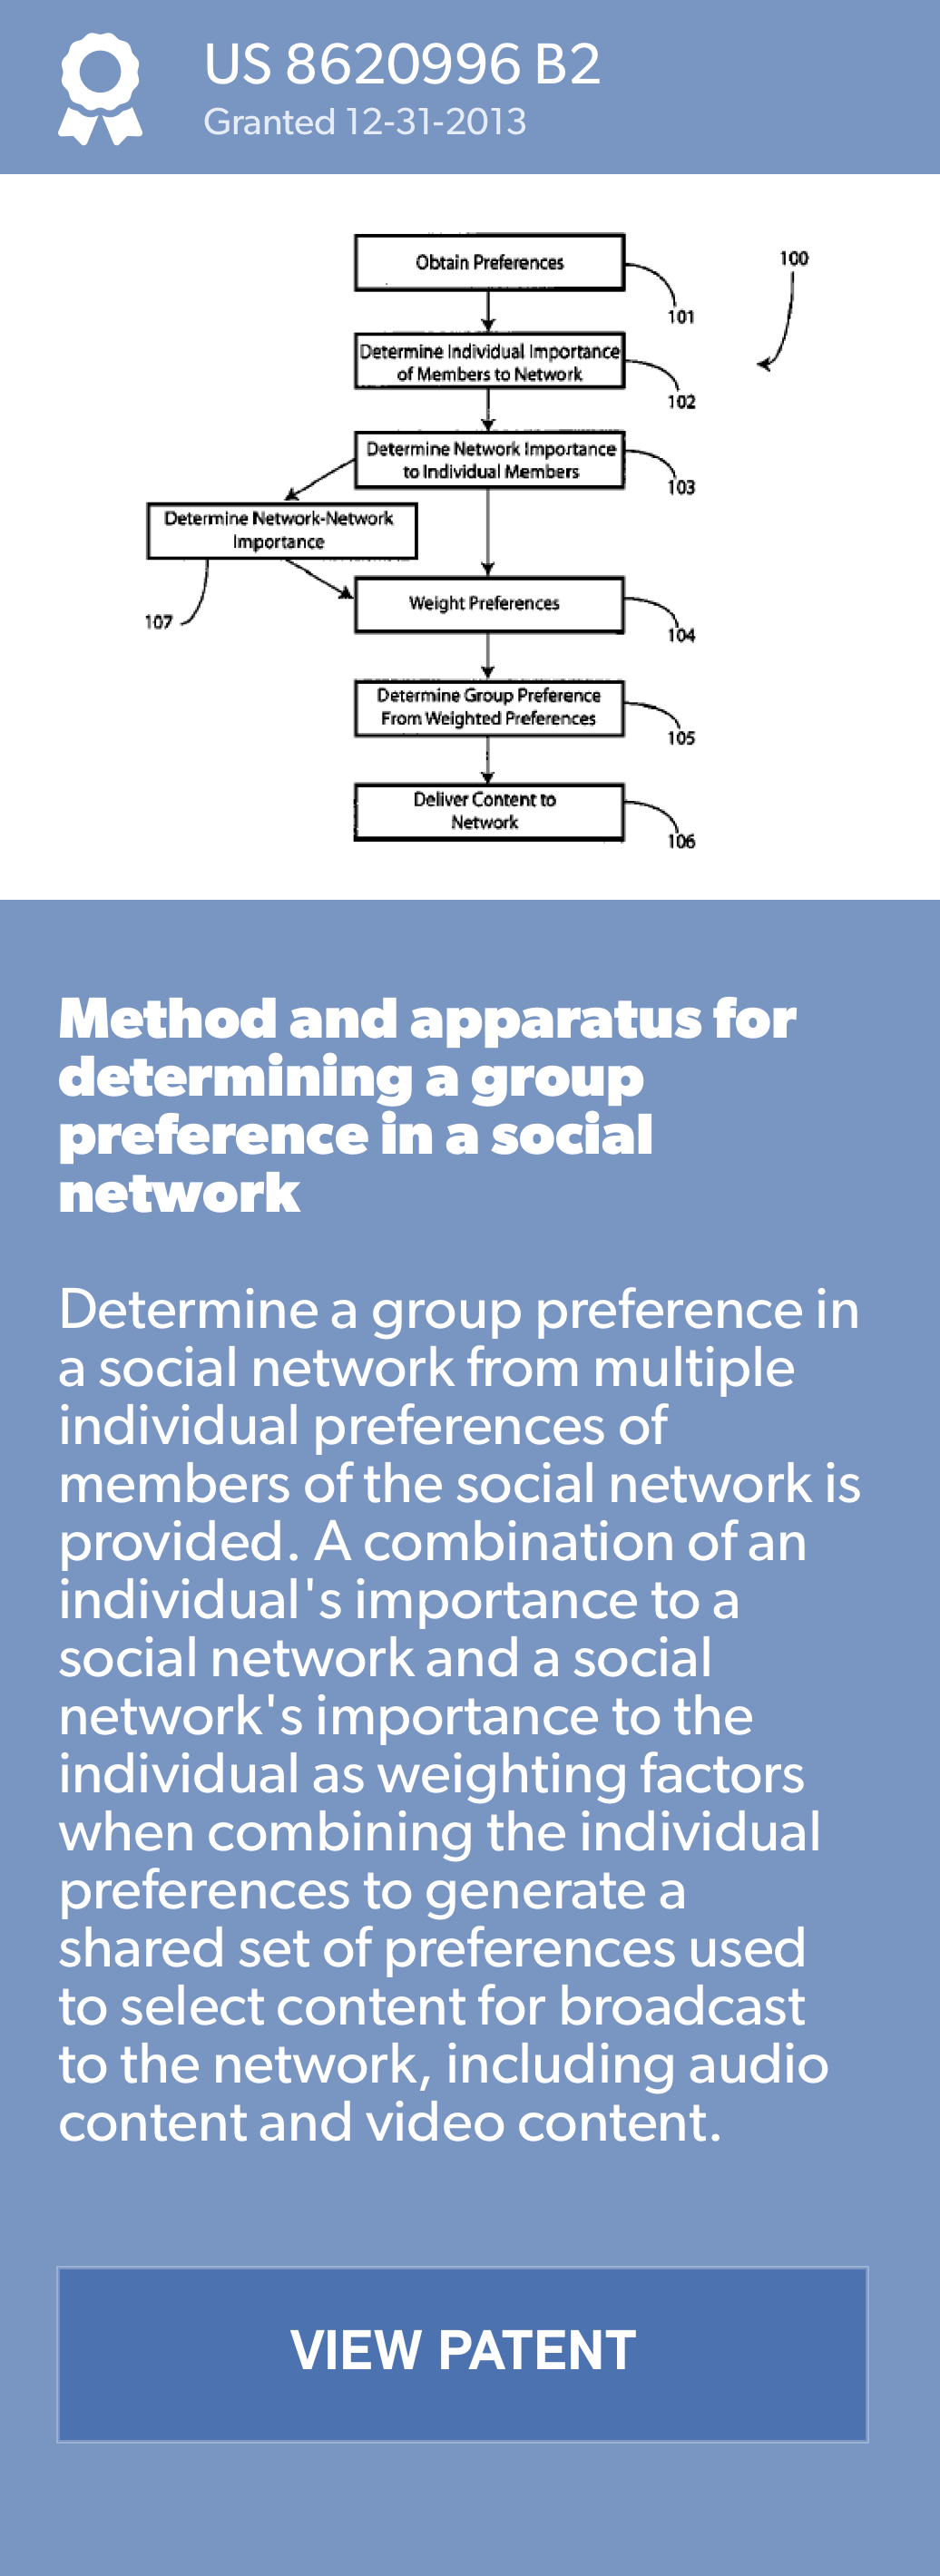 US 8620996 B2
Granted 12-31-2013
Obtain Preferences
100
101
Determine Individual Importance
of Members to Network
102
Determine Network Importance
to Individual Members
103
Determine Network-Network
Importance
107
Weight Preferences
104
Determine Group Preference
From Weighted Preferences
105
Deliver Content to
Network
106
Method and apparatus for
determining a group
preference in a social
network
Determine a group preference in
a social network from multiple
individual preferences of
members of the social network is
provided. A combination of an
individual's importance to a
social network and a social
network's importance to the
individual as weighting factors
when combining the individual
preferences to generate a
shared set of preferences used
to select content for broadcast
to the network, including audio
content and video content.
VIEW PATENT